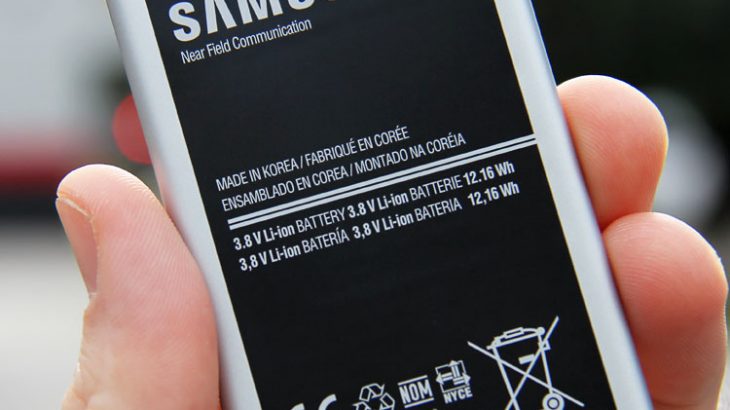 SAMSUNG
Near Field Communication
MADE IN KOREA / FABRIQUÉ EN CORÉE
ENSAMBLADO EN COREA / MONTADO NA CORÉIA
3.8 V Li-ion BATTERY 3.8 V Li-ion BATTERIE 12.16 Wh
3,8 V Li-ion BATERÍA 3,8 V Li-ion BATERIA 12,16 Wh
NOM
NYCE